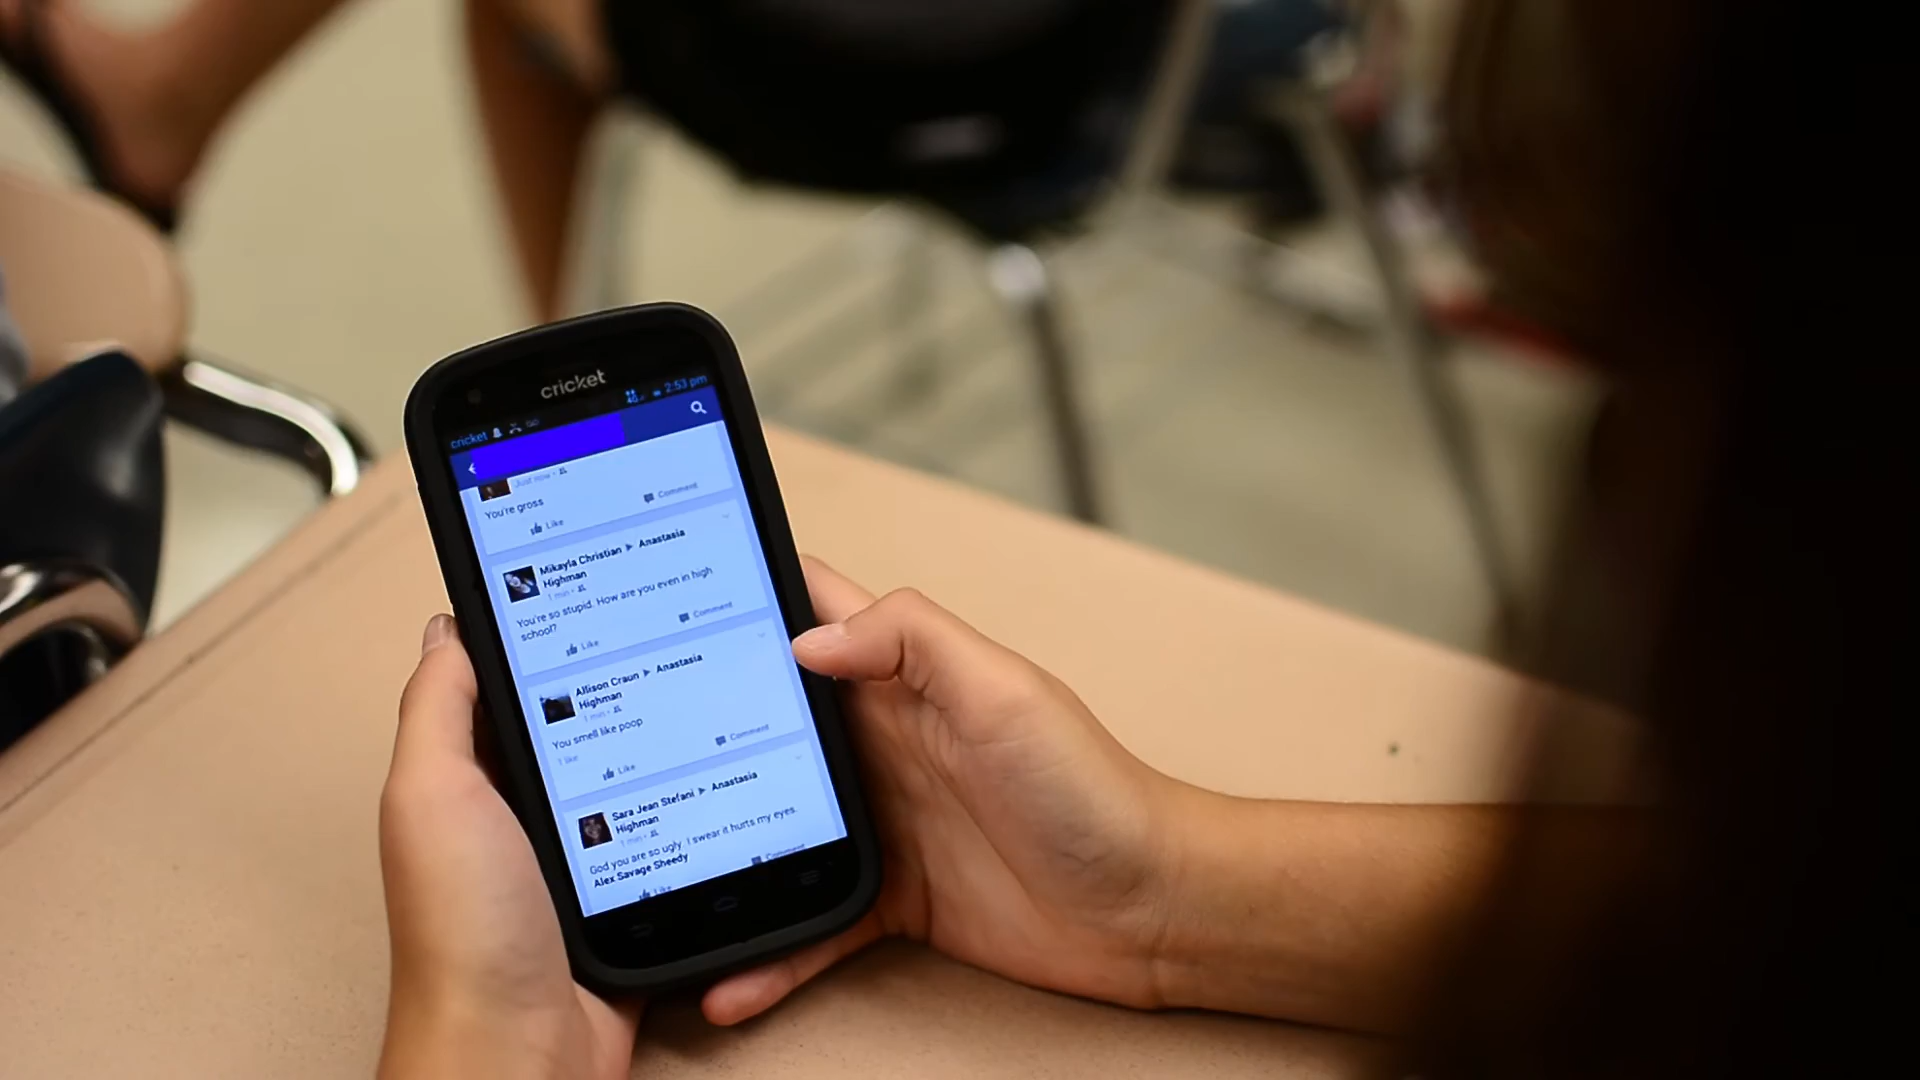 cricket
cricket 4G 2:53 pm
Just now
You're gross
Like Comment
Mikayla Christian ▶ Anastasia
Highman
1 min
You're so stupid. How are you even in high
school?
Like Comment
Allison Craun ▶ Anastasia
Highman
1 min
You smell like poop
1 like
Like Comment
Sara Jean Stefani ▶ Anastasia
Highman
1 min
God you are so ugly. I swear it hurts my eyes.
Alex Savage Sheedy
Like Comment